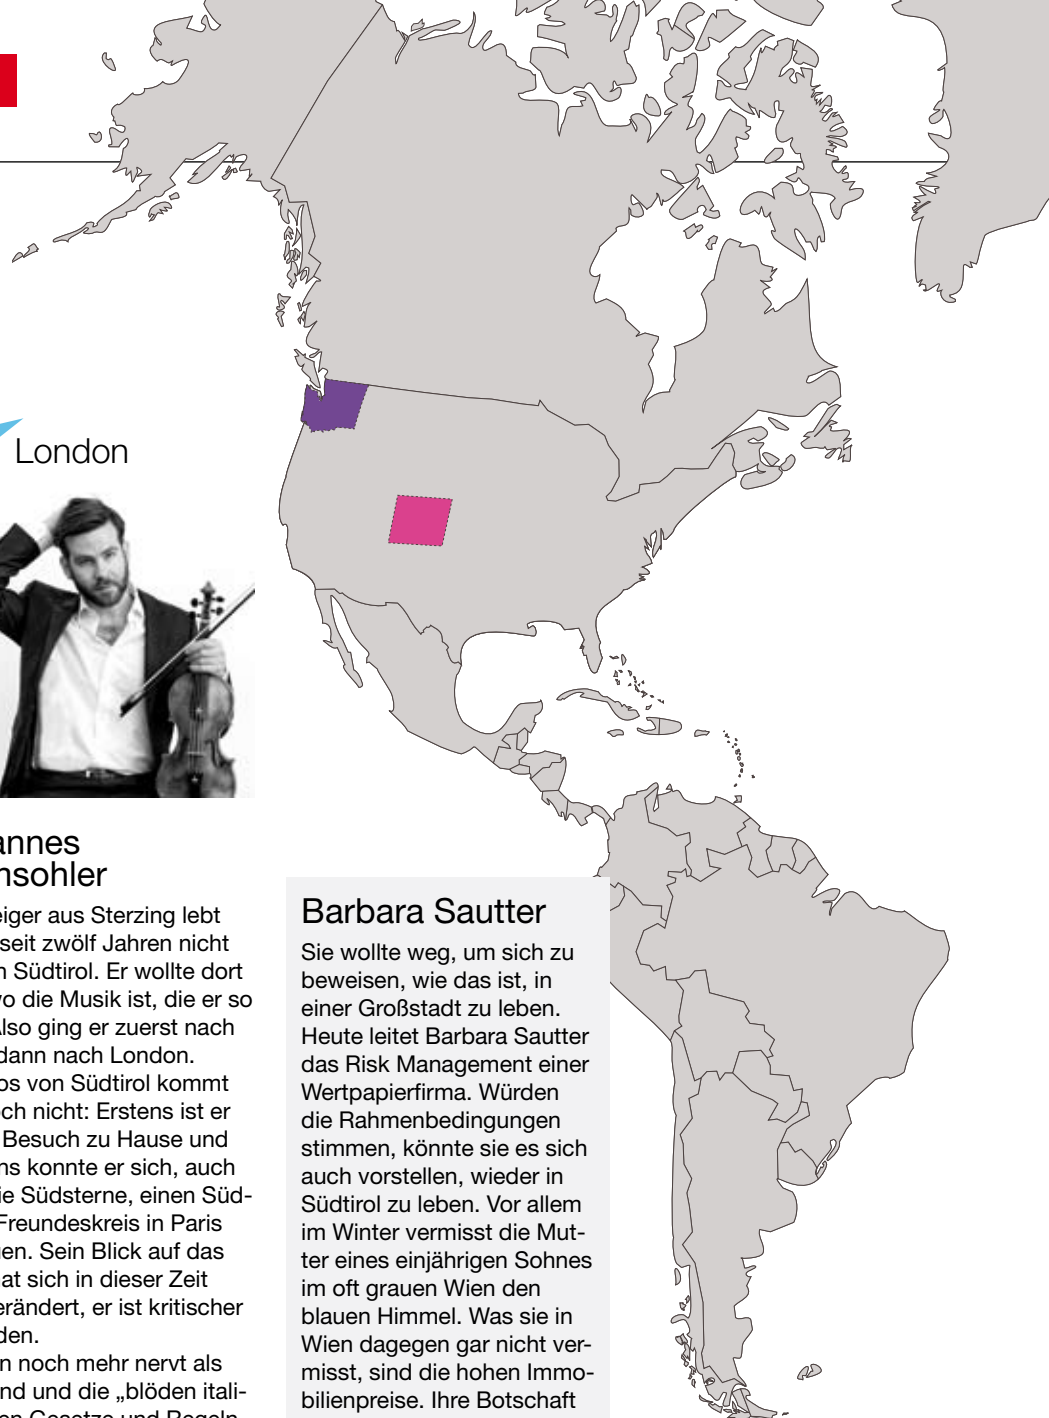 London
annes
nsohler
eiger aus Sterzing lebt
seit zwölf Jahren nicht
n Südtirol. Er wollte dort
vo die Musik ist, die er so
Also ging er zuerst nach
dann nach London.
os von Südtirol kommt
och nicht: Erstens ist er
Besuch zu Hause und
ns konnte er sich, auch
ie Südsterne, einen Süd-
Freundeskreis in Paris
en. Sein Blick auf das
at sich in dieser Zeit
erändert, er ist kritischer
den.
n noch mehr nervt als
nd und die „blöden itali-
en Gesetze und Regeln
Barbara Sautter
Sie wollte weg, um sich zu
beweisen, wie das ist, in
einer Großstadt zu leben.
Heute leitet Barbara Sautter
das Risk Management einer
Wertpapierfirma. Würden
die Rahmenbedingungen
stimmen, könnte sie es sich
auch vorstellen, wieder in
Südtirol zu leben. Vor allem
im Winter vermisst die Mut-
ter eines einjährigen Sohnes
im oft grauen Wien den
blauen Himmel. Was sie in
Wien dagegen gar nicht ver-
misst, sind die hohen Immo-
bilienpreise. Ihre Botschaft